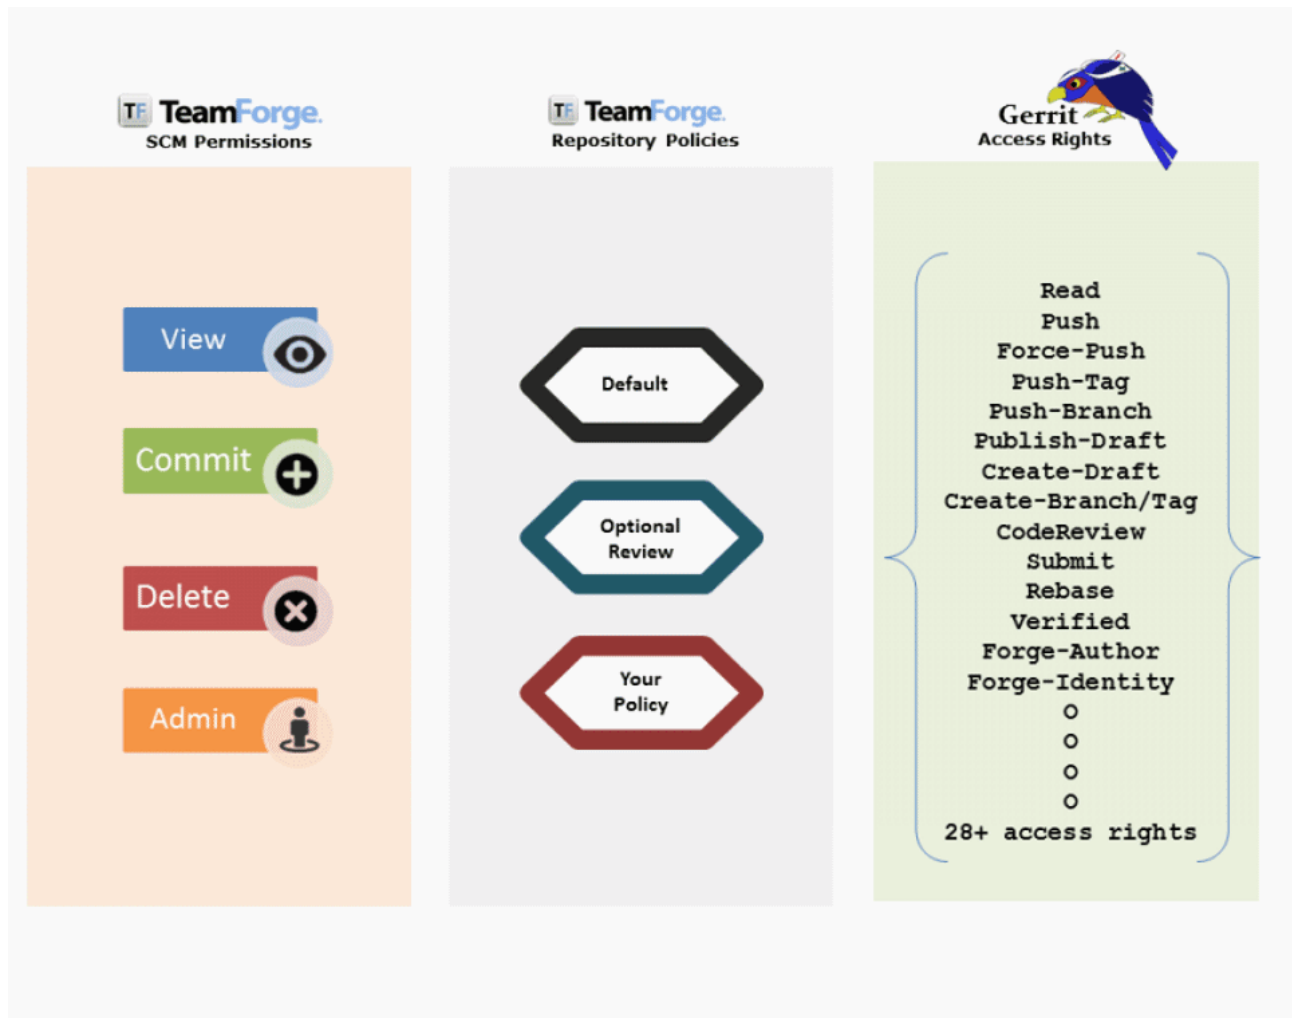 TF TeamForge.
SCM Permissions
View
Commit
Delete
Admin
TF TeamForge.
Repository Policies
Default
Optional
Review
Your
Policy
Gerrit
Access Rights
Read
Push
Force-Push
Push-Tag
Push-Branch
Publish-Draft
Create-Draft
Create-Branch/Tag
CodeReview
Submit
Rebase
Verified
Forge-Author
Forge-Identity
o
o
o
o
28+ access rights